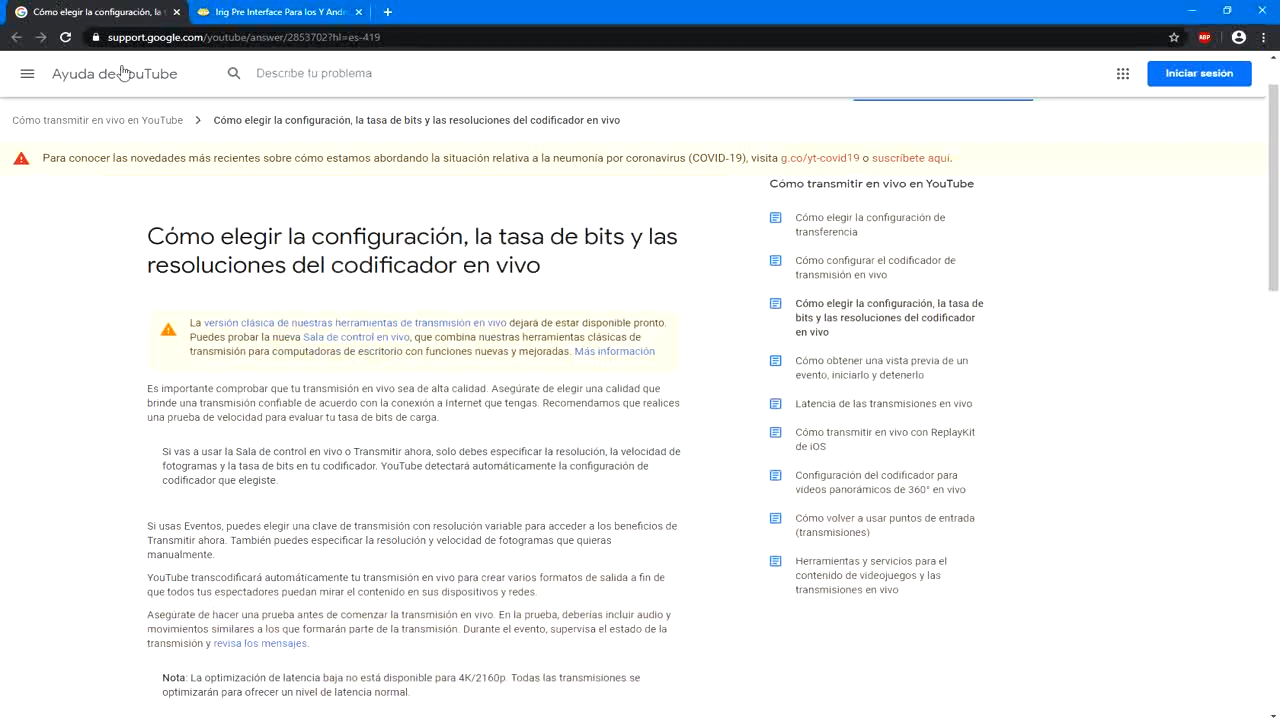 Cómo elegir la configuración, la t
Irig Pre Interface Para Ios Y Andr
support.google.com/youtube/answer/2853702?hl=es-419
ABP
Ayuda de YouTube
Describe tu problema
Iniciar sesión
Cómo transmitir en vivo en YouTube
Cómo elegir la configuración, la tasa de bits y las resoluciones del codificador en vivo
Para conocer las novedades más recientes sobre cómo estamos abordando la situación relativa a la neumonía por coronavirus (COVID-19), visita g.co/yt-covid19 o suscríbete aquí.
Cómo elegir la configuración, la tasa de bits y las
resoluciones del codificador en vivo
La versión clásica de nuestras herramientas de transmisión en vivo dejará de estar disponible pronto.
Puedes probar la nueva Sala de control en vivo, que combina nuestras herramientas clásicas de
transmisión para computadoras de escritorio con funciones nuevas y mejoradas. Más información
Es importante comprobar que tu transmisión en vivo sea de alta calidad. Asegúrate de elegir una calidad que
brinde una transmisión confiable de acuerdo con la conexión a Internet que tengas. Recomendamos que realices
una prueba de velocidad para evaluar tu tasa de bits de carga.
Si vas a usar la Sala de control en vivo o Transmitir ahora, solo debes especificar la resolución, la velocidad de
fotogramas y la tasa de bits en tu codificador. YouTube detectará automáticamente la configuración de
codificador que elegiste.
Si usas Eventos, puedes elegir una clave de transmisión con resolución variable para acceder a los beneficios de
Transmitir ahora. También puedes especificar la resolución y velocidad de fotogramas que quieras
manualmente.
YouTube transcodificará automáticamente tu transmisión en vivo para crear varios formatos de salida a fin de
que todos tus espectadores puedan mirar el contenido en sus dispositivos y redes.
Asegúrate de hacer una prueba antes de comenzar la transmisión en vivo. En la prueba, deberías incluir audio y
movimientos similares a los que formarán parte de la transmisión. Durante el evento, supervisa el estado de la
transmisión y revisa los mensajes.
Nota: La optimización de latencia baja no está disponible para 4K/2160p. Todas las transmisiones se
optimizarán para ofrecer un nivel de latencia normal.
Cómo transmitir en vivo en YouTube
Cómo elegir la configuración de
transferencia
Cómo configurar el codificador de
transmisión en vivo
Cómo elegir la configuración, la tasa de
bits y las resoluciones del codificador
en vivo
Cómo obtener una vista previa de un
evento, iniciarlo y detenerlo
Latencia de las transmisiones en vivo
Cómo transmitir en vivo con ReplayKit
de iOS
Configuración del codificador para
videos panorámicos de 360° en vivo
Cómo volver a usar puntos de entrada
(transmisiones)
Herramientas y servicios para el
contenido de videojuegos y las
transmisiones en vivo